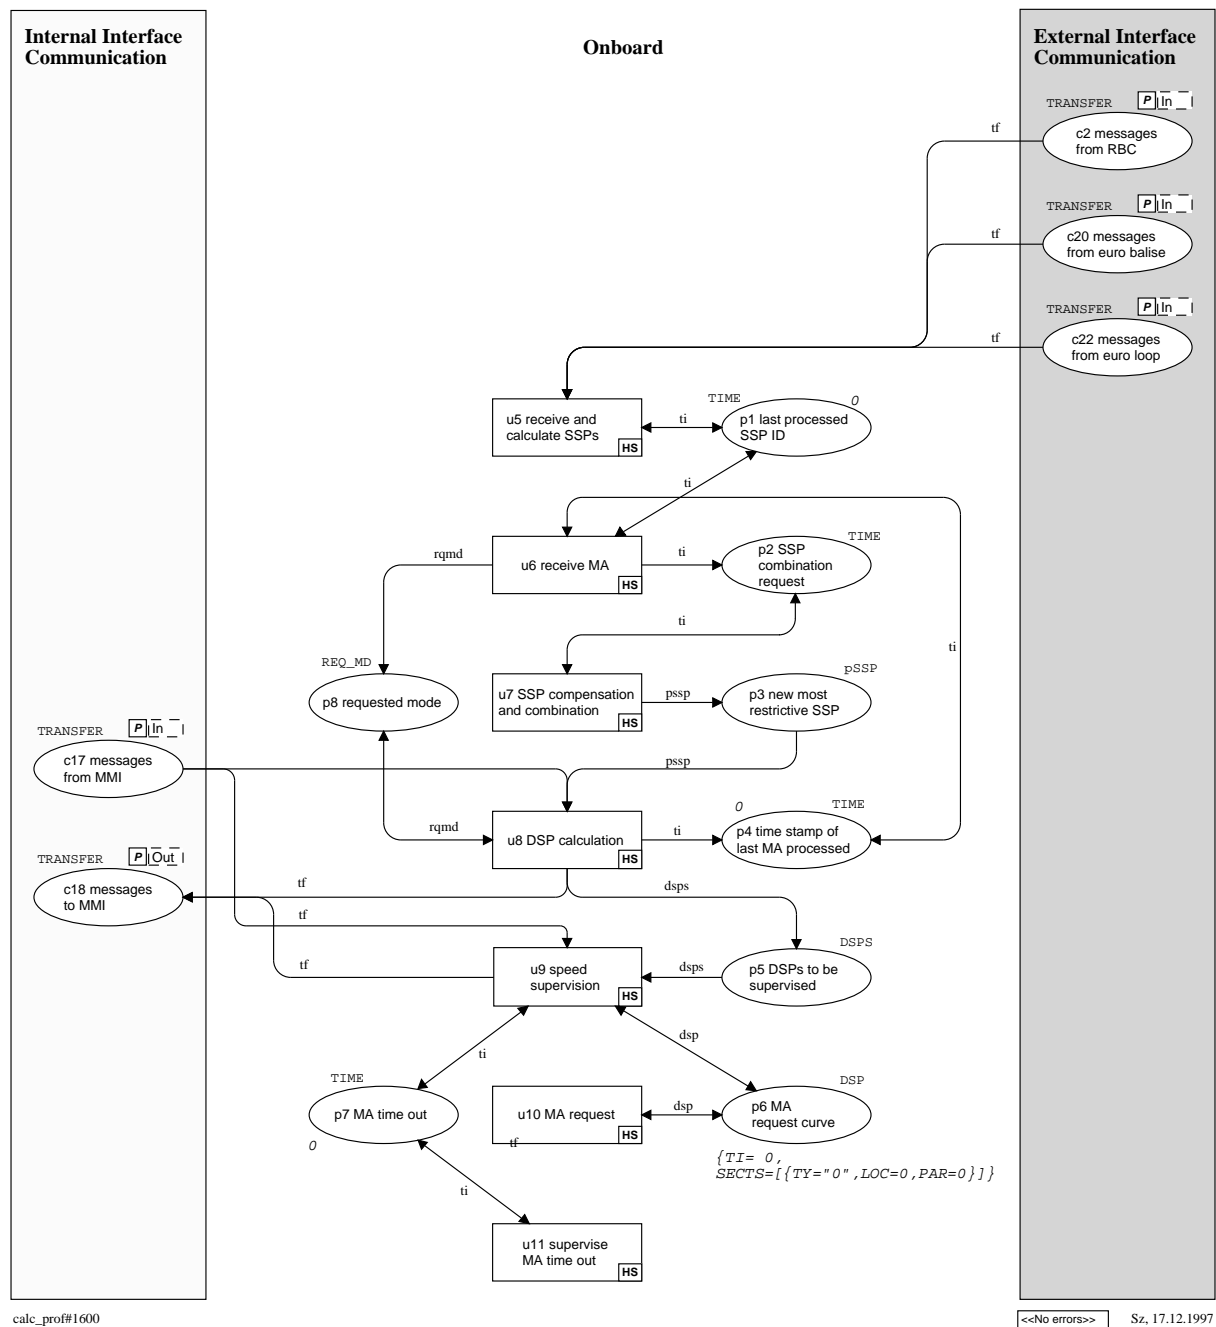 Internal Interface
Communication
Onboard
External Interface
Communication
TRANSFER
P In
c2 messages
from RBC
tf
TRANSFER
P In
c20 messages
from euro balise
tf
TRANSFER
P In
c22 messages
from euro loop
tf
u5 receive and
calculate SSPs
HS
ti
TIME
0
p1 last processed
SSP ID
ti
rqmd
u6 receive MA
HS
ti
TIME
p2 SSP
combination
request
ti
ti
REQ_MD
p8 requested mode
u7 SSP compensation
and combination
HS
pssp
pSSP
p3 new most
restrictive SSP
TRANSFER
P In
c17 messages
from MMI
pssp
rqmd
u8 DSP calculation
HS
ti
0
TIME
p4 time stamp of
last MA processed
TRANSFER
P Out
c18 messages
to MMI
tf
dsps
tf
tf
u9 speed
supervision
HS
dsps
DSPS
p5 DSPs to be
supervised
ti
dsp
TIME
p7 MA time out
0
u10 MA request
HS
tf
dsp
DSP
p6 MA
request curve
{TI= 0,
SECTS=[{TY="0",LOC=0,PAR=0}]}
ti
u11 supervise
MA time out
HS
calc_prof#1600
<<No errors>>
Sz, 17.12.1997